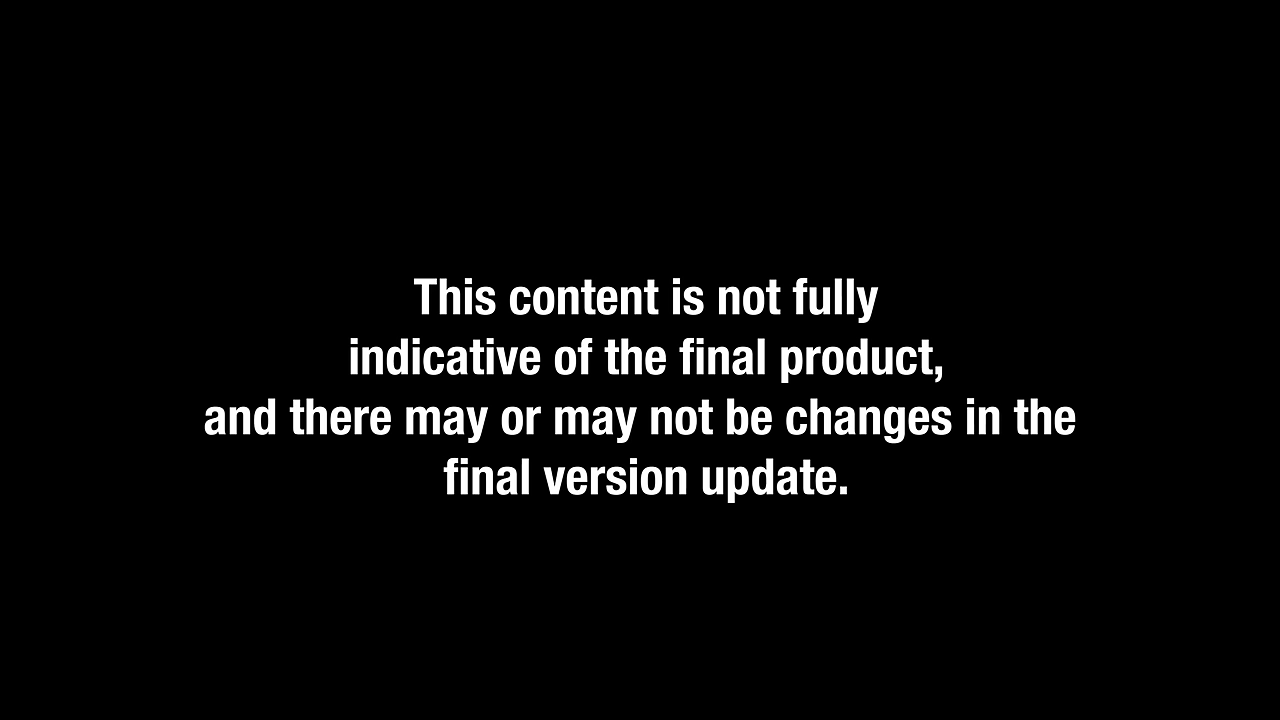 This content is not fully
indicative of the final product,
and there may or may not be changes in the
final version update.